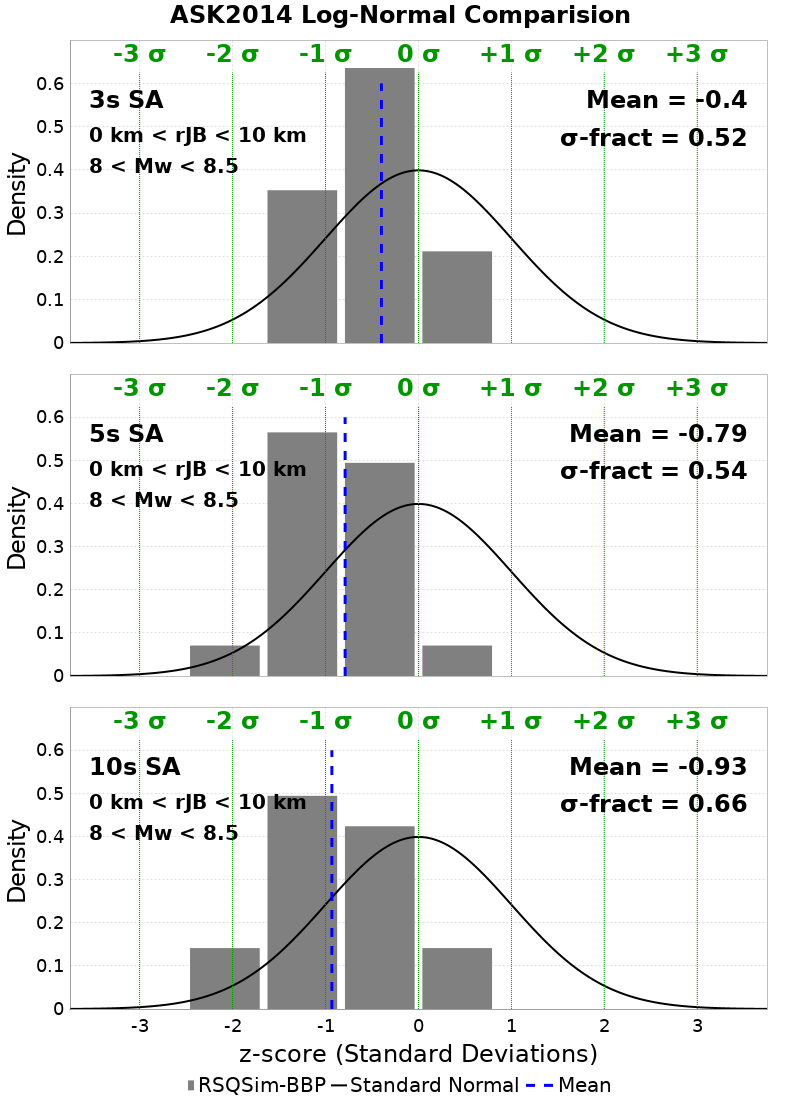 ASK2014 Log-Normal Comparision
-3 σ -2 σ -1 σ 0 σ +1 σ +2 σ +3 σ
3s SA
0 km < rJB < 10 km
8 < Mw < 8.5
Mean = -0.4
σ-fract = 0.52
Density
0.6
0.5
0.4
0.3
0.2
0.1
0
-3 σ -2 σ -1 σ 0 σ +1 σ +2 σ +3 σ
5s SA
0 km < rJB < 10 km
8 < Mw < 8.5
Mean = -0.79
σ-fract = 0.54
Density
0.6
0.5
0.4
0.3
0.2
0.1
0
-3 σ -2 σ -1 σ 0 σ +1 σ +2 σ +3 σ
10s SA
0 km < rJB < 10 km
8 < Mw < 8.5
Mean = -0.93
σ-fract = 0.66
Density
0.6
0.5
0.4
0.3
0.2
0.1
0
-3 -2 -1 0 1 2 3
z-score (Standard Deviations)
RSQSim-BBP Standard Normal Mean